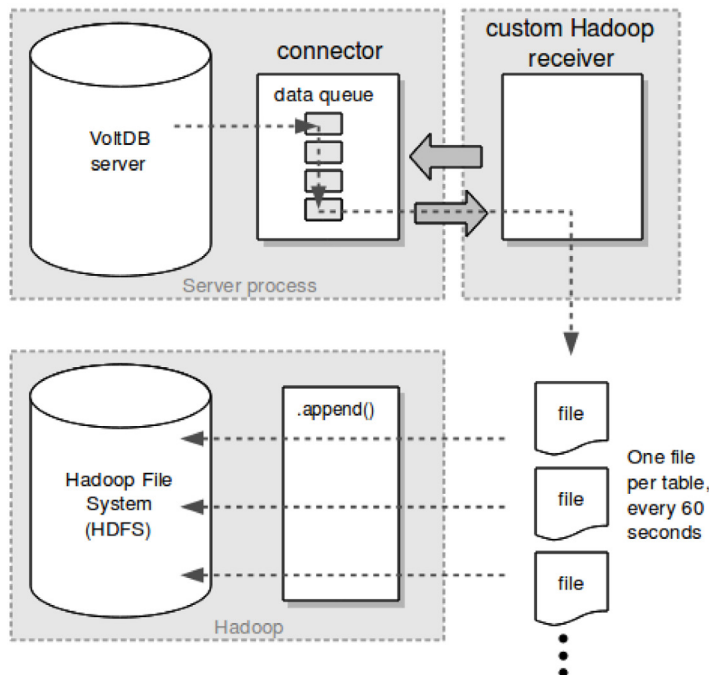 connector
custom Hadoop
receiver
data queue
VoltDB
server
Server process
.append()
Hadoop File
System
(HDFS)
Hadoop
file
file
file
One file
per table,
every 60
seconds